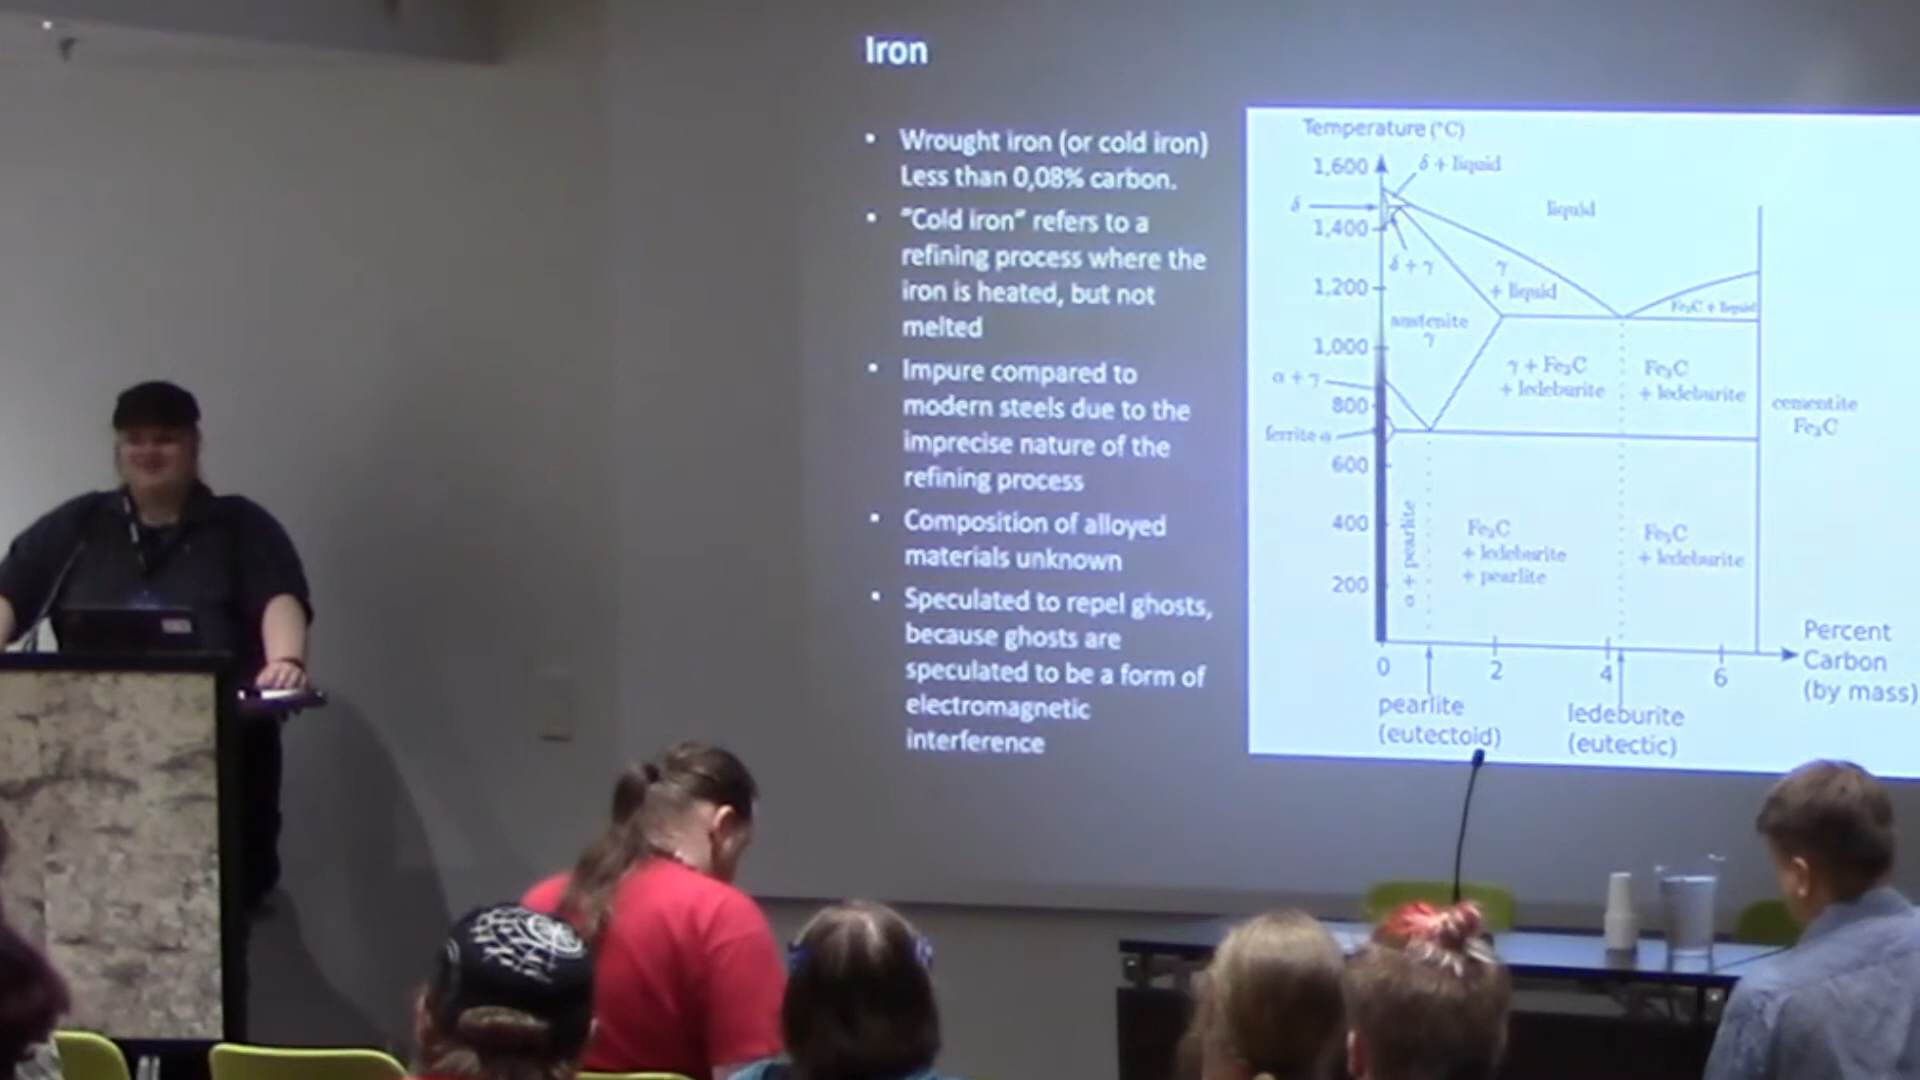 Iron
• Wrought iron (or cold iron)
Less than 0,08% carbon.
• "Cold iron" refers to a
refining process where the
iron is heated, but not
melted
• Impure compared to
modern steels due to the
imprecise nature of the
refining process
• Composition of alloyed
materials unknown
• Speculated to repel ghosts,
because ghosts are
speculated to be a form of
electromagnetic
interference
Temperature (°C)
1,600
δ + liquid
δ
liquid
1,400
δ + γ
γ
+ liquid
1,200
Fe₃C + liquid
austenite
γ
1,000
γ + Fe₃C
+ ledeburite
Fe₃C
+ ledeburite
α + γ
800
cementite
Fe₃C
ferrite α
600
400
α + pearlite
Fe₃C
+ ledeburite
+ pearlite
Fe₃C
+ ledeburite
200
0
2
4
6
Percent
Carbon
(by mass)
pearlite
(eutectoid)
ledeburite
(eutectic)